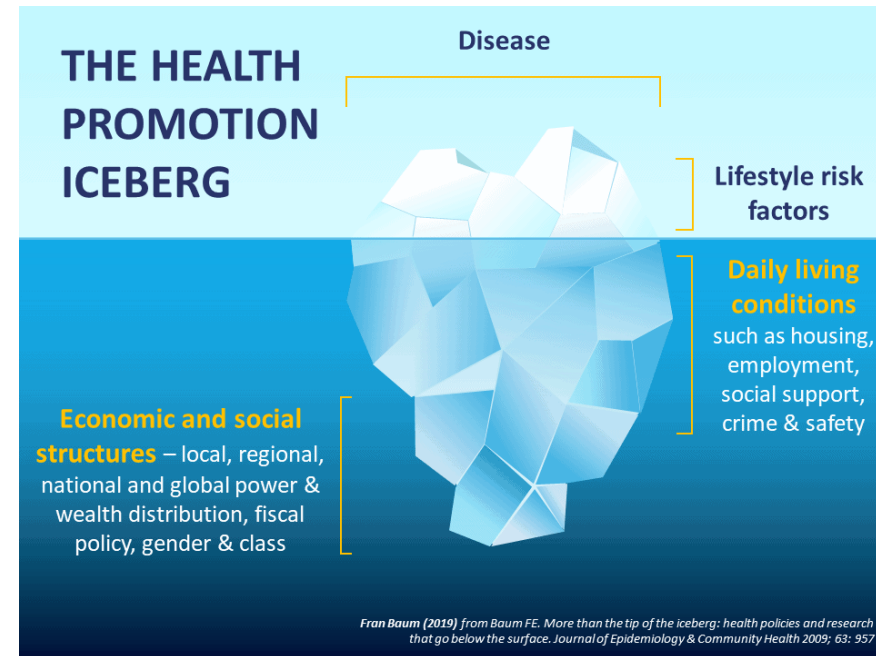 THE HEALTH
PROMOTION
ICEBERG
Disease
Lifestyle risk
factors
Daily living
conditions
such as housing,
employment,
social support,
crime & safety
Economic and social
structures – local, regional,
national and global power &
wealth distribution, fiscal
policy, gender & class
Fran Baum (2019) from Baum FE. More than the tip of the iceberg: health policies and research
that go below the surface. Journal of Epidemiology & Community Health 2009; 63: 957